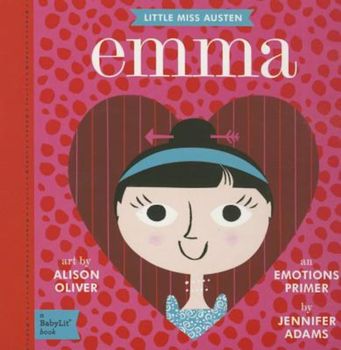 LITTLE MISS AUSTEN
emma
art by
ALISON
OLIVER
an
EMOTIONS
PRIMER
by
JENNIFER
ADAMS
a
BabyLit®
book